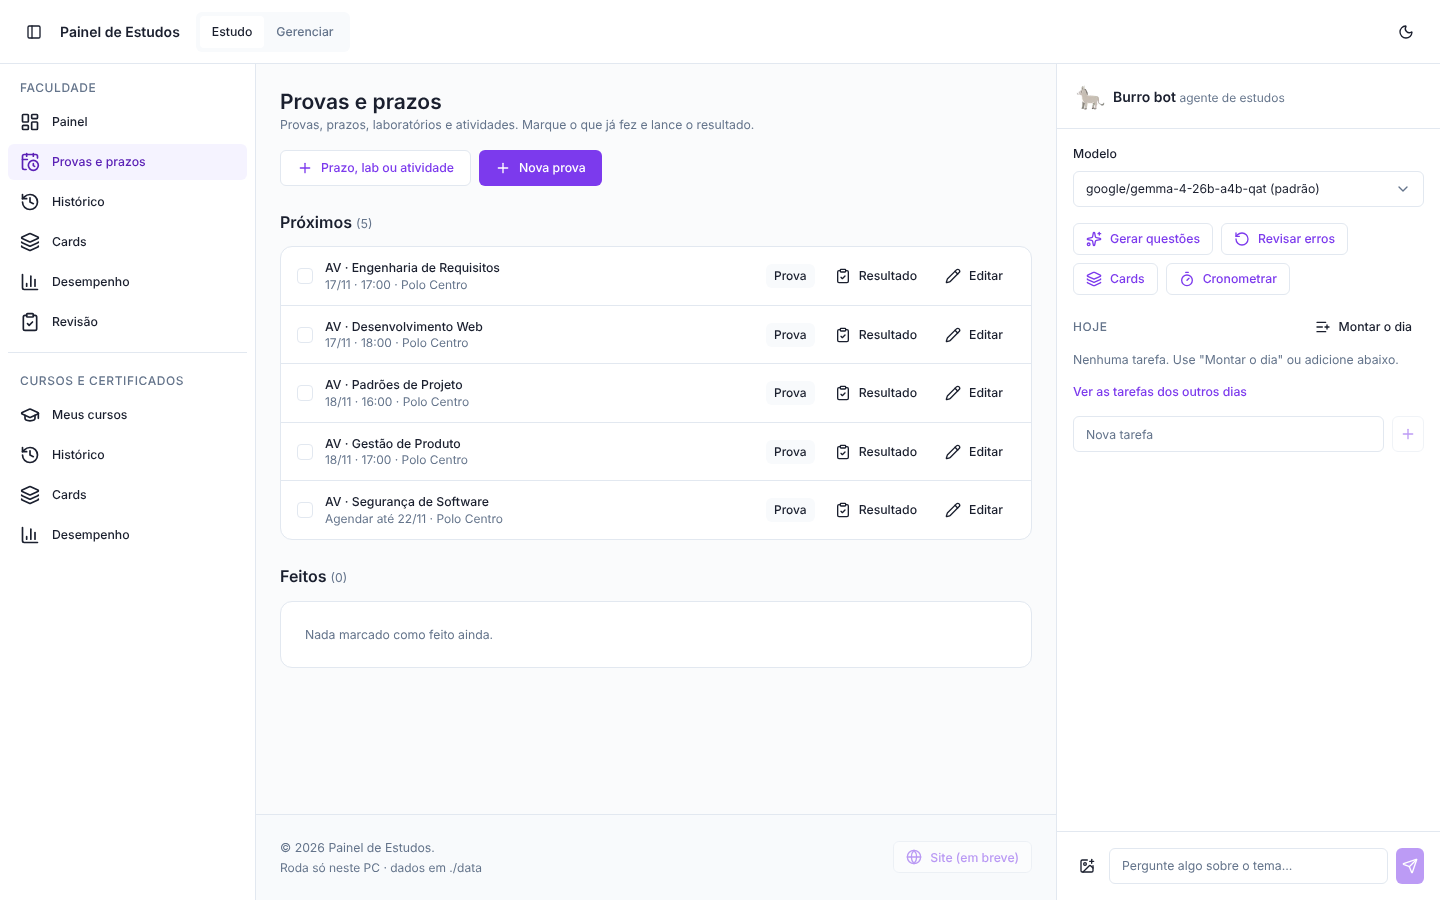 Painel de Estudos
Estudo
Gerenciar
FACULDADE
Painel
Provas e prazos
Histórico
Cards
Desempenho
Revisão
CURSOS E CERTIFICADOS
Meus cursos
Histórico
Cards
Desempenho
Provas e prazos
Provas, prazos, laboratórios e atividades. Marque o que já fez e lance o resultado.
Prazo, lab ou atividade
Nova prova
Próximos (5)
AV · Engenharia de Requisitos
17/11 · 17:00 · Polo Centro
Prova
Resultado
Editar
AV · Desenvolvimento Web
17/11 · 18:00 · Polo Centro
Prova
Resultado
Editar
AV · Padrões de Projeto
18/11 · 16:00 · Polo Centro
Prova
Resultado
Editar
AV · Gestão de Produto
18/11 · 17:00 · Polo Centro
Prova
Resultado
Editar
AV · Segurança de Software
Agendar até 22/11 · Polo Centro
Prova
Resultado
Editar
Feitos (0)
Nada marcado como feito ainda.
© 2026 Painel de Estudos.
Roda só neste PC · dados em ./data
Site (em breve)
Burro bot agente de estudos
Modelo
google/gemma-4-26b-a4b-qat (padrão)
Gerar questões
Revisar erros
Cards
Cronometrar
HOJE
Montar o dia
Nenhuma tarefa. Use "Montar o dia" ou adicione abaixo.
Ver as tarefas dos outros dias
Nova tarefa
Pergunte algo sobre o tema...